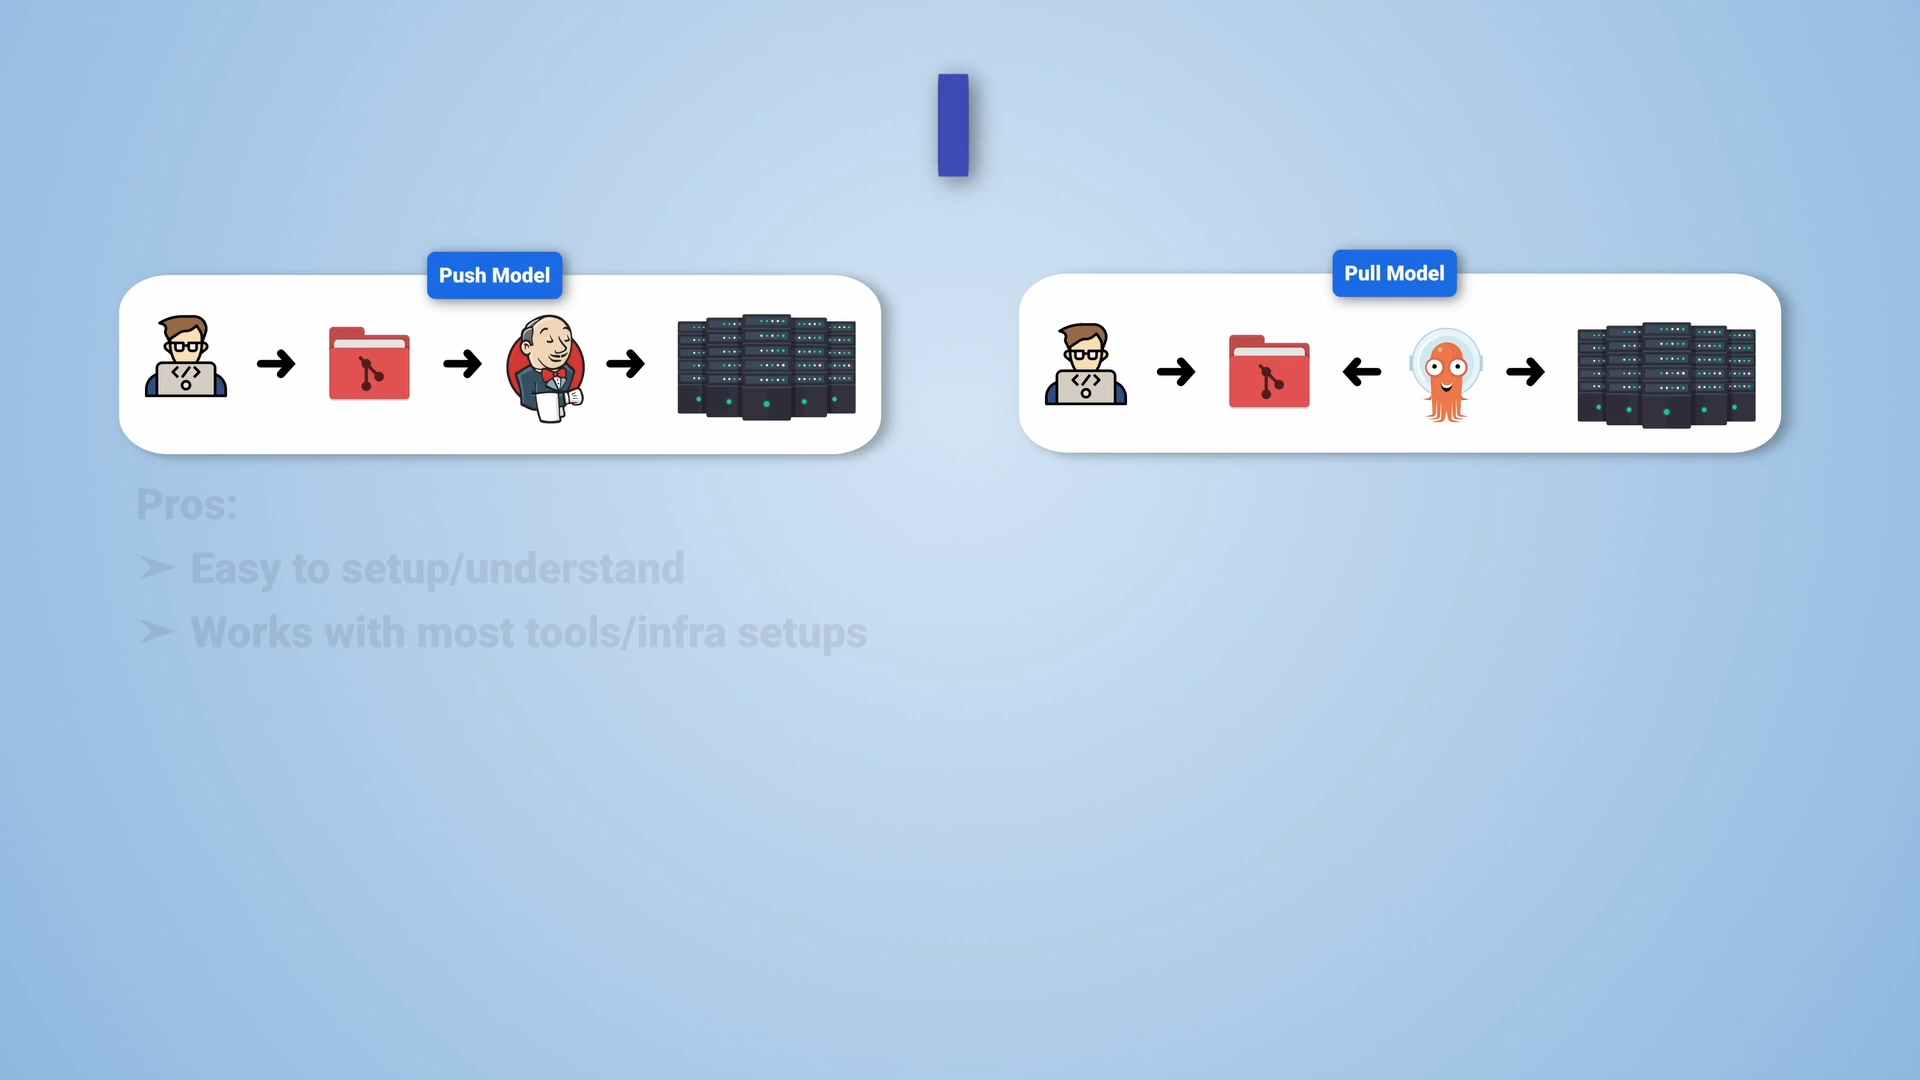 Push Model
Pull Model
Pros:
➤ Easy to setup/understand
➤ Works with most tools/infra setups